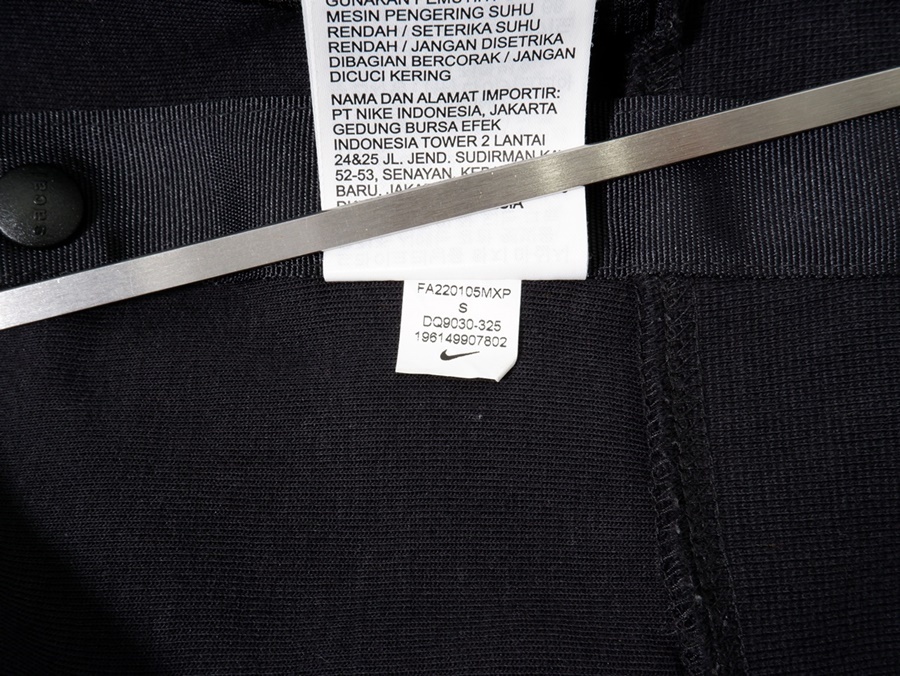 GUNAKAN PEMUTIH
MESIN PENGERING SUHU
RENDAH / SETERIKA SUHU
RENDAH / JANGAN DISETRIKA
DIBAGIAN BERCORAK / JANGAN
DICUCI KERING
NAMA DAN ALAMAT IMPORTIR:
PT NIKE INDONESIA, JAKARTA
GEDUNG BURSA EFEK
INDONESIA TOWER 2 LANTAI
24&25 JL. JEND. SUDIRMAN
52-53, SENAYAN,
BARU,
FA220105MXP
S
DQ9030-325
196149907802